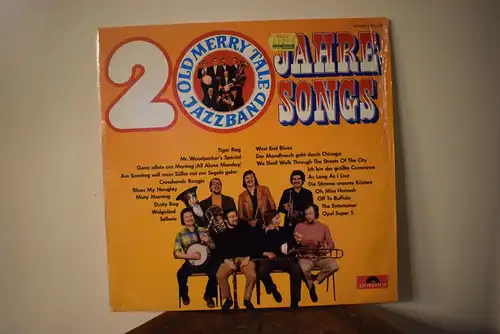 20
OLD MERRY TALE
JAZZBAND
JAHRE
SONGS
Tiger Rag
Mr. Woodpecker's Special
Ganz allein am Montag (All Alone Monday)
Am Sonntag will mein Süßer mit mir Segeln gehn
Crosshands Boogie
Blues My Naughty
Misty Morning
Dusty Rag
Wolgalied
Sellerie
West End Blues
Der Mondfrosch geht durch Chicago
We Shall Walk Through The Streets Of The City
Ich bin der größte Casanova
As Long As I Live
Die Stimme unserer Küsten
Oh Miss Hannah
Off To Buffalo
The Entertainer
Opel Super 5
Polydor